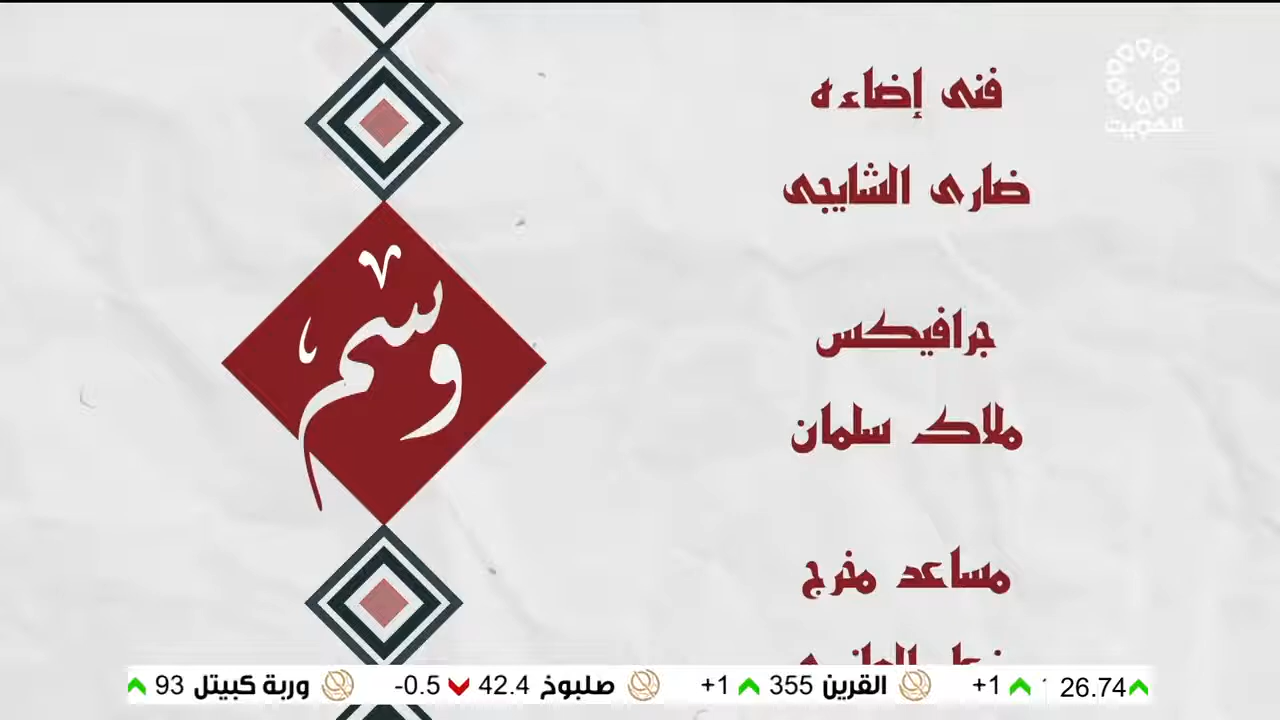 الكويت
فنى إضاءه
ضارى الشايجى
جرافيكس
ملاك سلمان
وسم
مساعد مخرج
26.74 +1
القرين 355 +1
صلبوخ 42.4 -0.5
وربة كبيتل 93